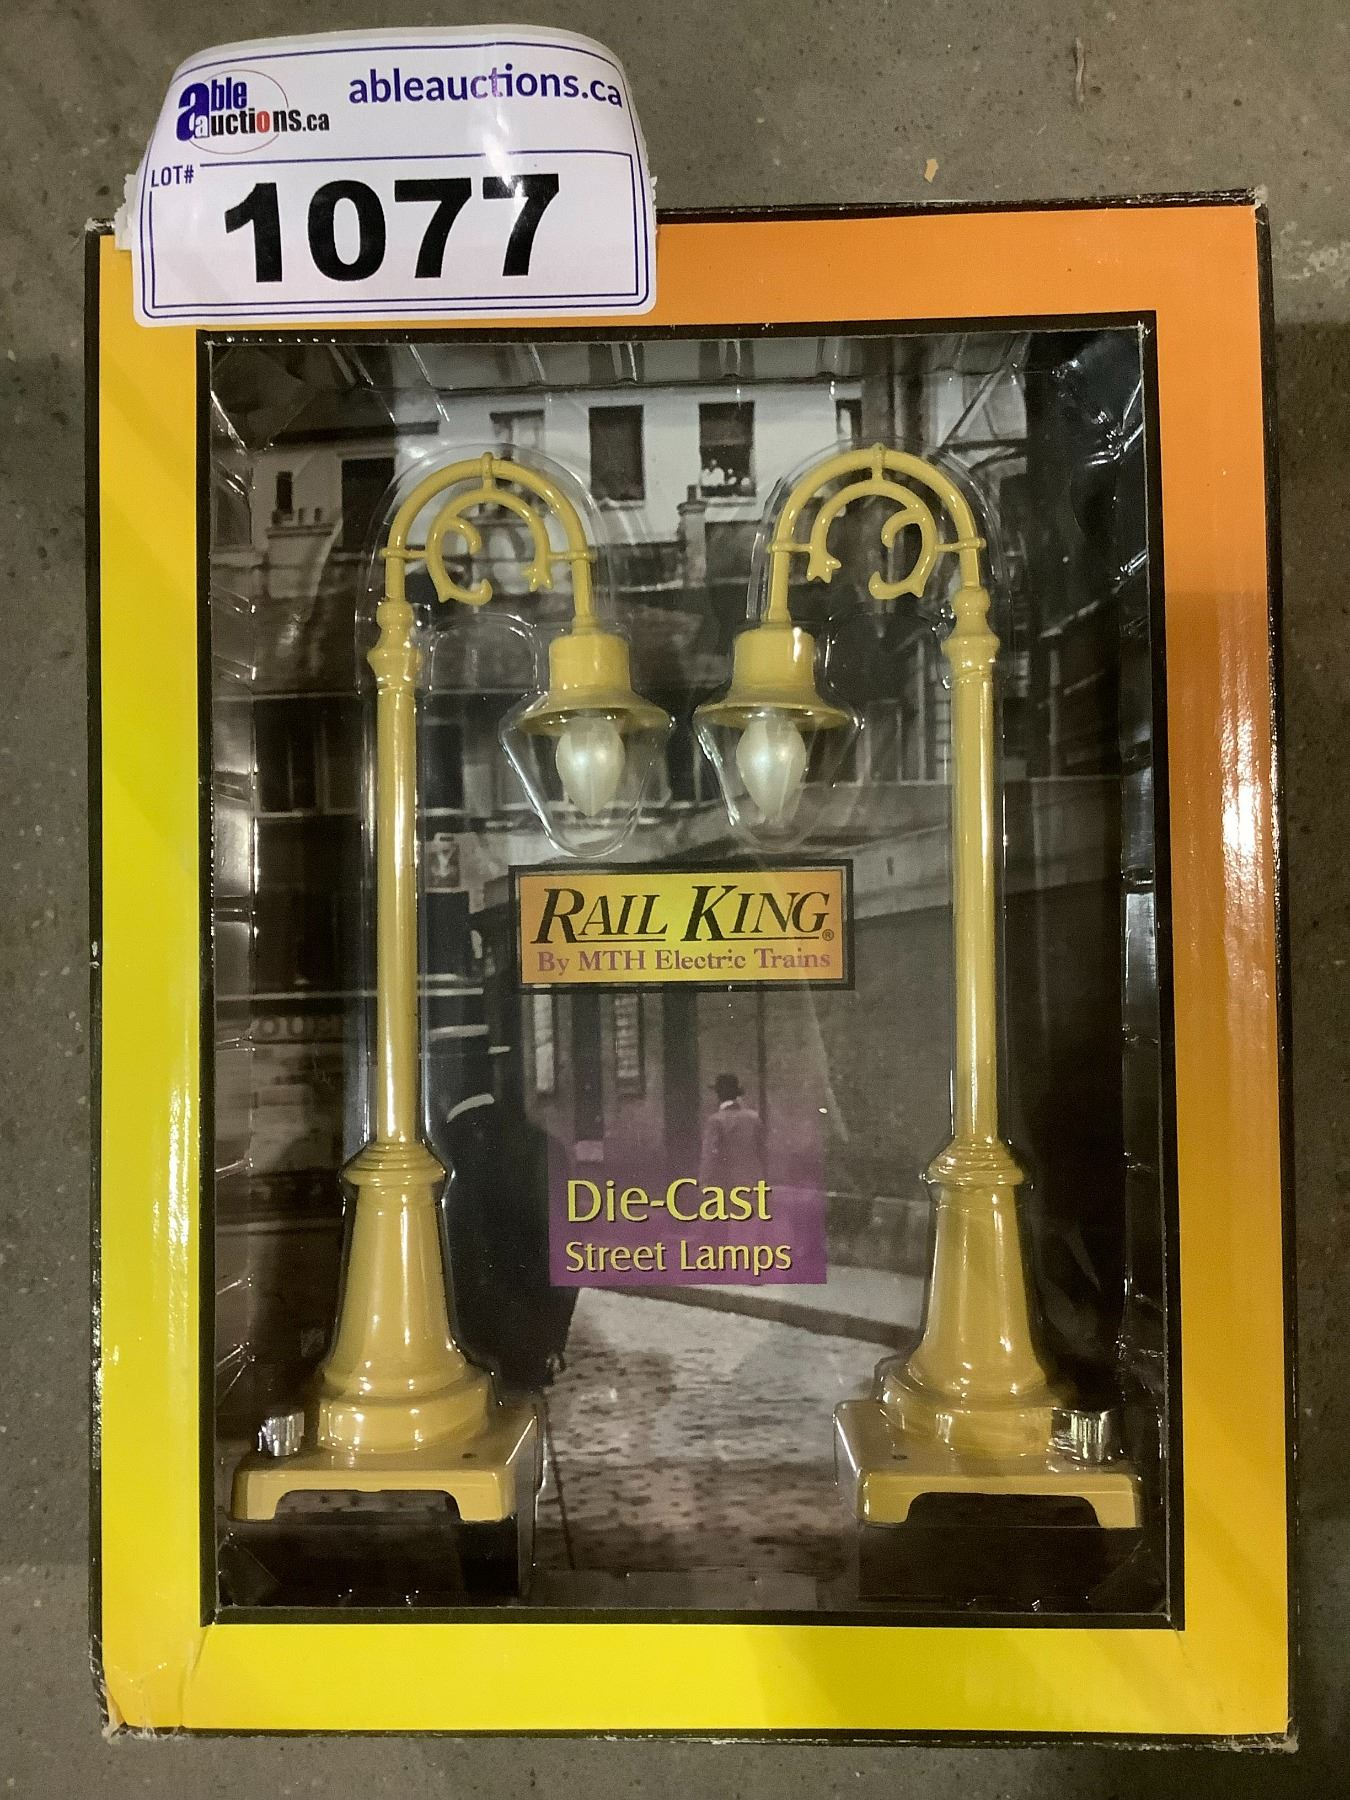 able
auctions.ca
ableauctions.ca
LOT#
1077
RAIL KING®
By MTH Electric Trains
Die-Cast
Street Lamps